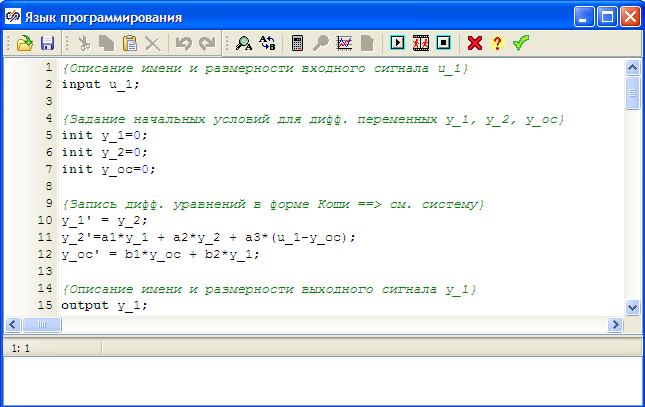 Язык программирования
1 {Описание имени и размерности входного сигнала u_1}
2 input u_1;
3
4 {Задание начальных условий для дифф. переменных y_1, y_2, y_oc}
5 init y_1=0;
6 init y_2=0;
7 init y_oc=0;
8
9 {Запись дифф. уравнений в форме Коши ==> см. систему}
10 y_1' = y_2;
11 y_2'=a1*y_1 + a2*y_2 + a3*(u_1-y_oc);
12 y_oc' = b1*y_oc + b2*y_1;
13
14 {Описание имени и размерности выходного сигнала y_1}
15 output y_1;
1: 1